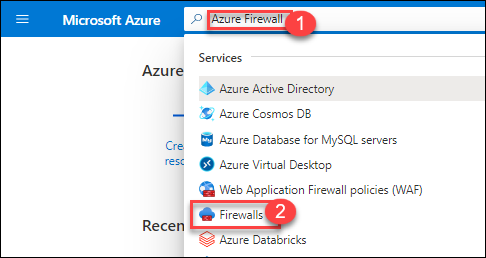 Microsoft Azure
Azure Firewall
1
Services
Azure
Azure Active Directory
Azure Cosmos DB
Azure Database for MySQL servers
Azure Virtual Desktop
Web Application Firewall policies (WAF)
Firewalls
2
Azure Databricks
Crea
reso
Recen